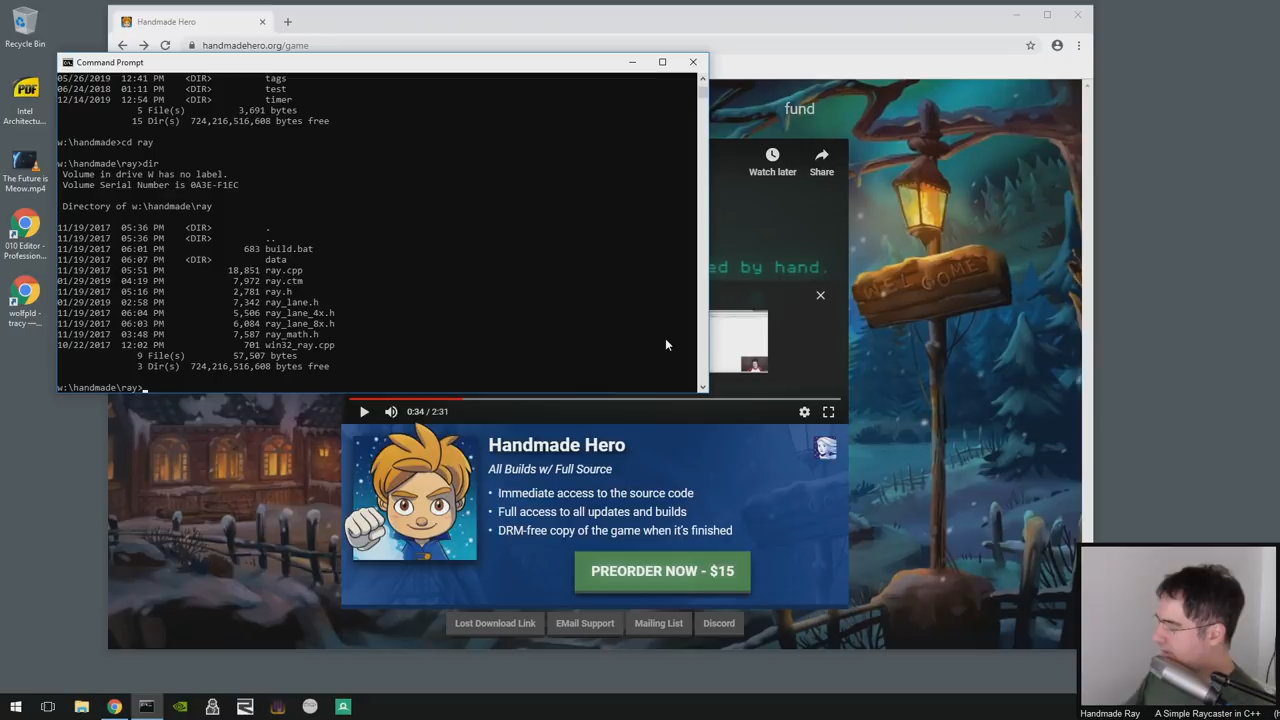 Recycle Bin
Intel
Architectu...
The Future is
Meow.mp4
010 Editor -
Profession...
wolfpld -
tracy —...
Handmade Hero
handmadehero.org/game
Command Prompt
05/26/2019  12:41 PM    <DIR>          tags
06/24/2018  01:11 PM    <DIR>          test
12/14/2019  12:54 PM    <DIR>          timer
5 File(s)          3,691 bytes
15 Dir(s)  724,216,516,608 bytes free
w:\handmade>cd ray
w:\handmade\ray>dir
Volume in drive W has no label.
Volume Serial Number is 0A3E-F1EC
Directory of w:\handmade\ray
11/19/2017  05:36 PM    <DIR>          .
11/19/2017  05:36 PM    <DIR>          ..
11/19/2017  06:01 PM               683 build.bat
11/19/2017  06:07 PM    <DIR>          data
11/19/2017  05:51 PM            18,851 ray.cpp
01/29/2019  04:19 PM             7,972 ray.ctm
11/19/2017  05:16 PM             2,781 ray.h
01/29/2019  02:58 PM             7,342 ray_lane.h
11/19/2017  06:04 PM             5,506 ray_lane_4x.h
11/19/2017  06:03 PM             6,084 ray_lane_8x.h
11/19/2017  03:48 PM             7,587 ray_math.h
10/22/2017  12:02 PM               701 win32_ray.cpp
9 File(s)         57,507 bytes
3 Dir(s)  724,216,516,608 bytes free
w:\handmade\ray>
fund
Watch later
Share
ed by hand.
WELCOME
0:34 / 2:31
Handmade Hero
All Builds w/ Full Source
• Immediate access to the source code
• Full access to all updates and builds
• DRM-free copy of the game when it's finished
PREORDER NOW - $15
Lost Download Link
EMail Support
Mailing List
Discord
Handmade Ray
A Simple Raycaster in C++